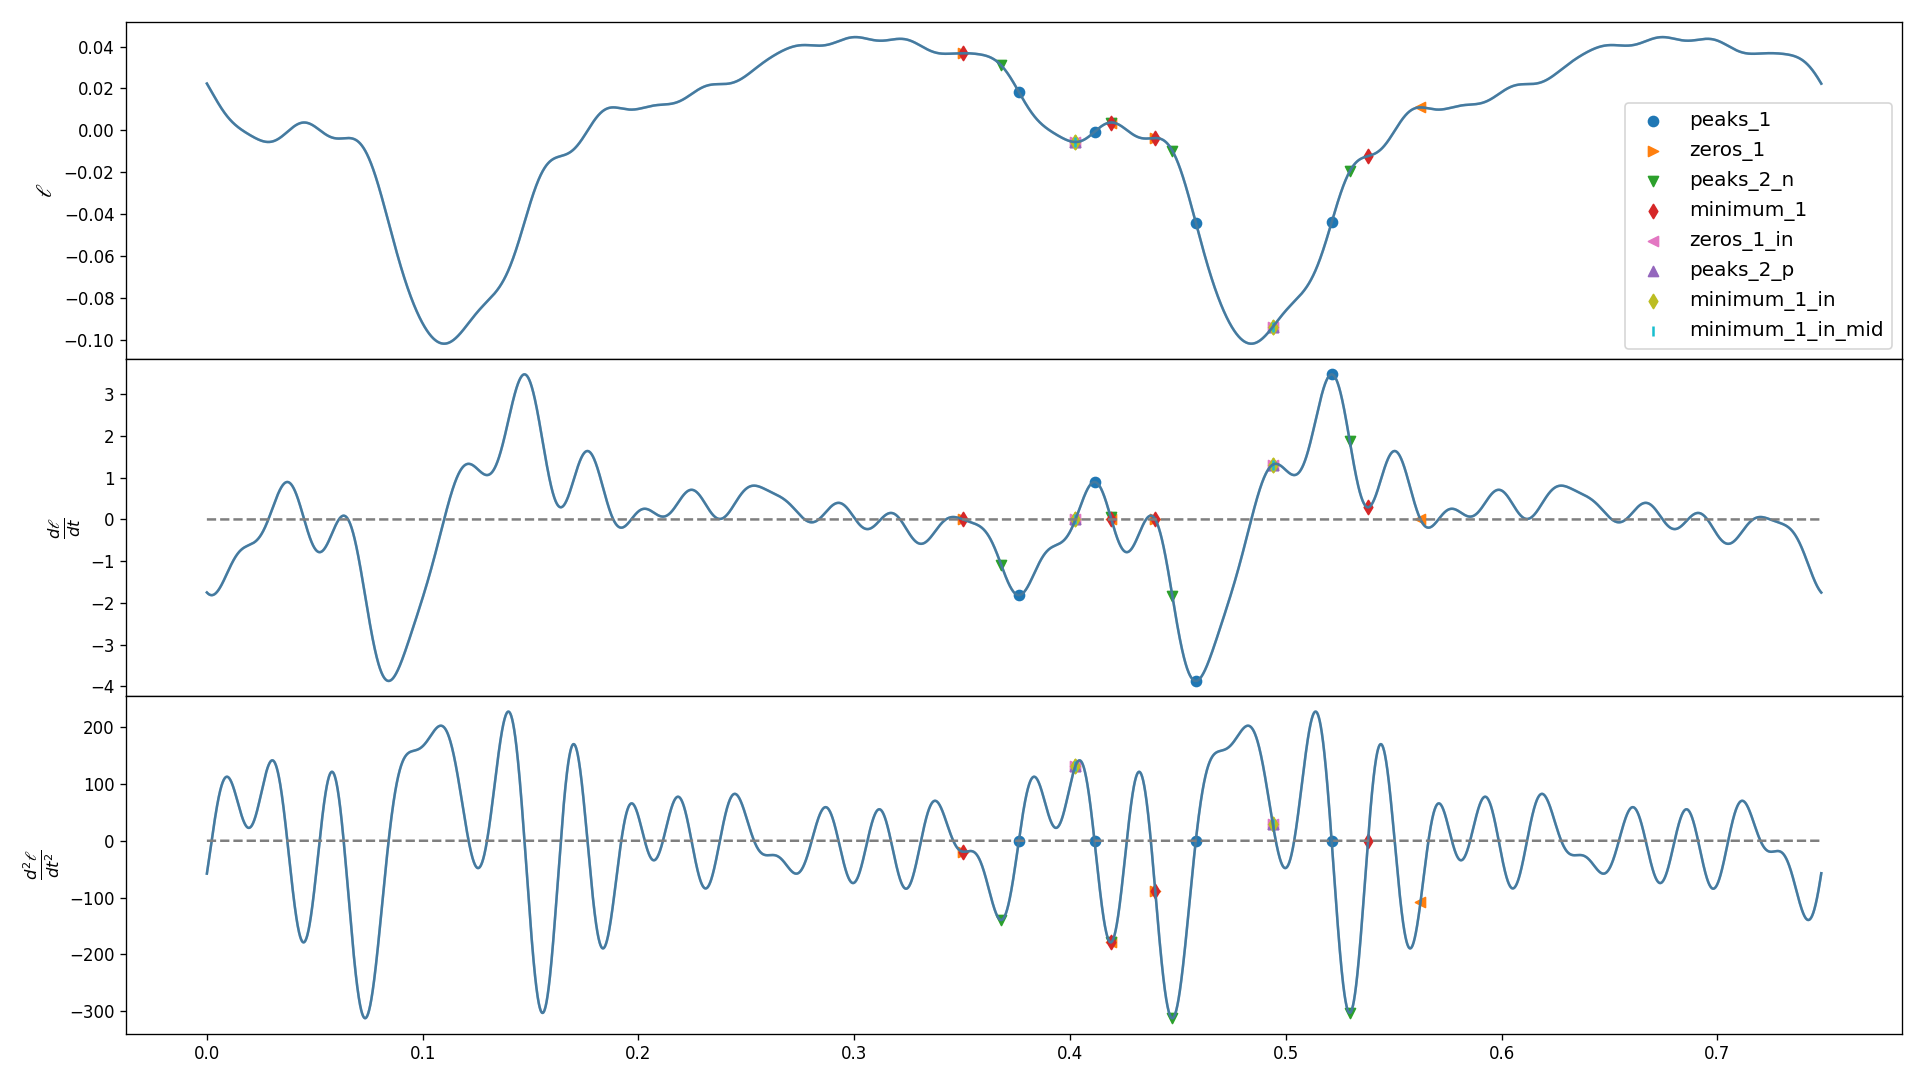 0.04
0.02
0.00
−0.02
−0.04
−0.06
−0.08
−0.10
ℓ
peaks_1
zeros_1
peaks_2_n
minimum_1
zeros_1_in
peaks_2_p
minimum_1_in
minimum_1_in_mid
3
2
1
0
−1
−2
−3
−4
dℓ
dt
200
100
0
−100
−200
−300
d²ℓ
dt²
0.0 0.1 0.2 0.3 0.4 0.5 0.6 0.7